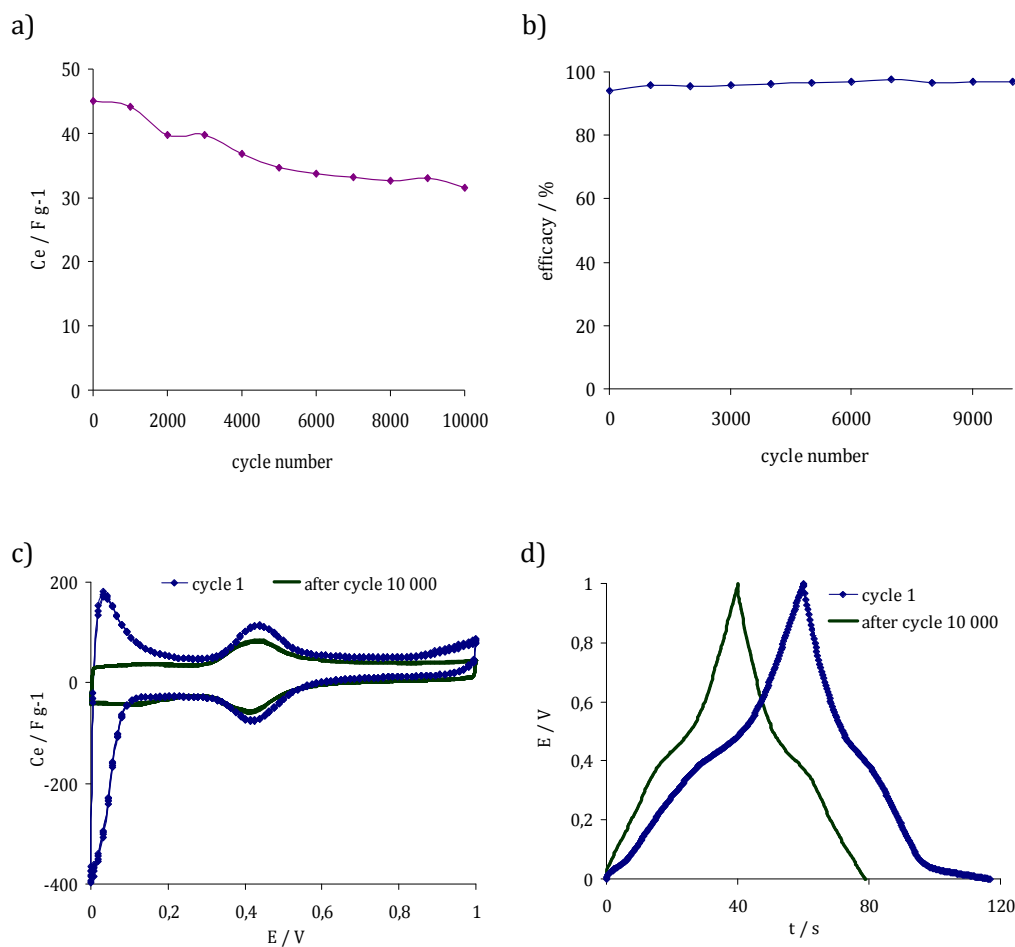 a)
50
40
30
20
10
0
Ce / F g-1
0 2000 4000 6000 8000 10000
cycle number
b)
100
80
60
40
20
0
efficacy / %
0 3000 6000 9000
cycle number
c)
cycle 1 after cycle 10 000
200
0
-200
-400
Ce / F g-1
0 0,2 0,4 0,6 0,8 1
E / V
d)
cycle 1
after cycle 10 000
1
0,8
0,6
0,4
0,2
0
E / V
0 40 80 120
t / s